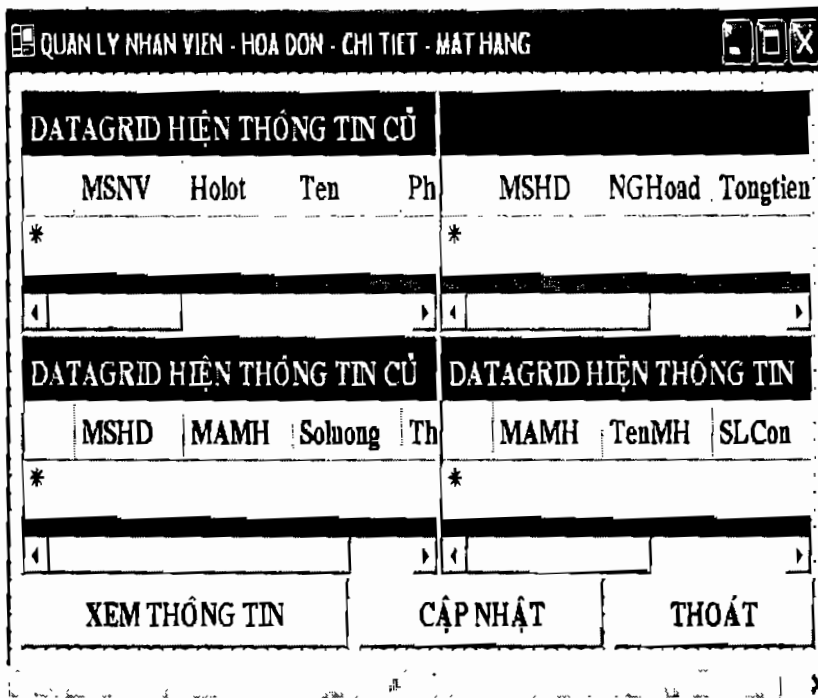 QUAN LY NHAN VIEN - HOA DON - CHI TIET - MAT HANG
DATAGRID HIỆN THÔNG TIN CỦ
MSNV Holot Ten Ph
MSHD NGHoad Tongtien
*
*
DATAGRID HIỆN THÔNG TIN CỦ
DATAGRID HIỆN THÔNG TIN
MSHD MAMH Soluong Th
MAMH TenMH SLCon
*
*
XEM THÔNG TIN CẬP NHẬT THOÁT